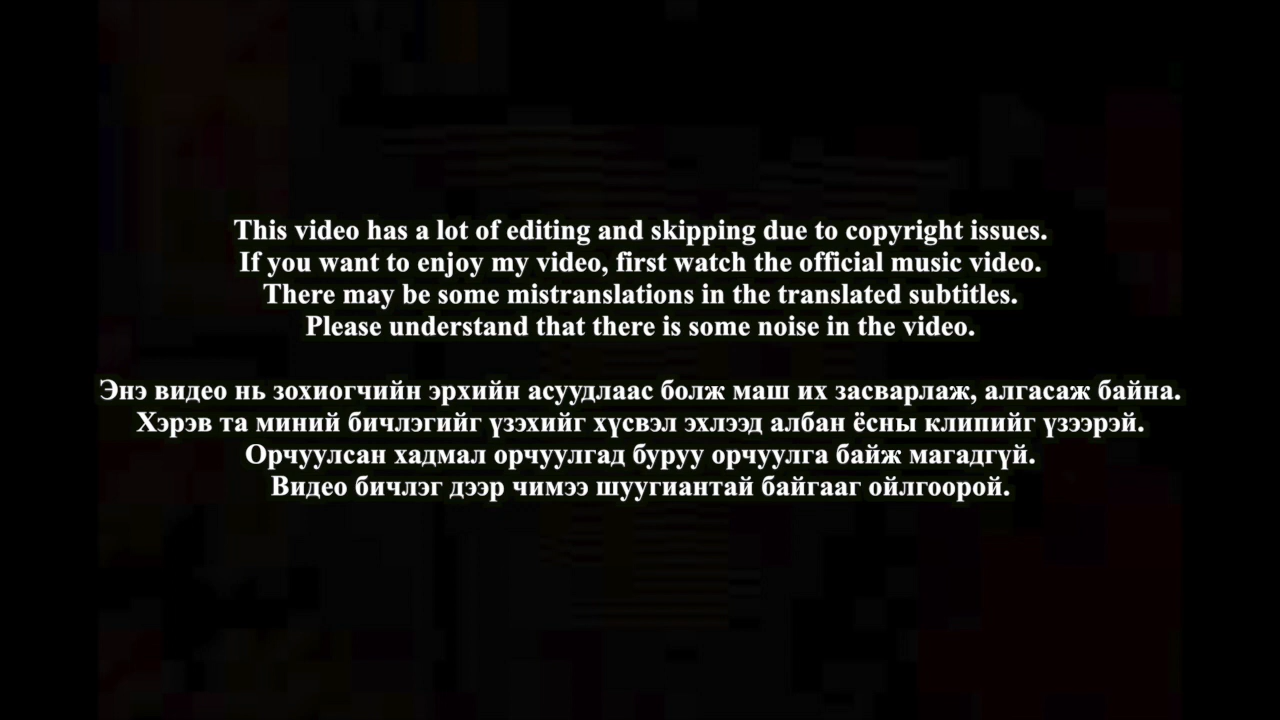 This video has a lot of editing and skipping due to copyright issues.
If you want to enjoy my video, first watch the official music video.
There may be some mistranslations in the translated subtitles.
Please understand that there is some noise in the video.
Энэ видео нь зохиогчийн эрхийн асуудлаас болж маш их засварлаж, алгасаж байна.
Хэрэв та миний бичлэгийг үзэхийг хүсвэл эхлээд албан ёсны клипийг үзээрэй.
Орчуулсан хадмал орчуулгад буруу орчуулга байж магадгүй.
Видео бичлэг дээр чимээ шуугиантай байгааг ойлгоорой.